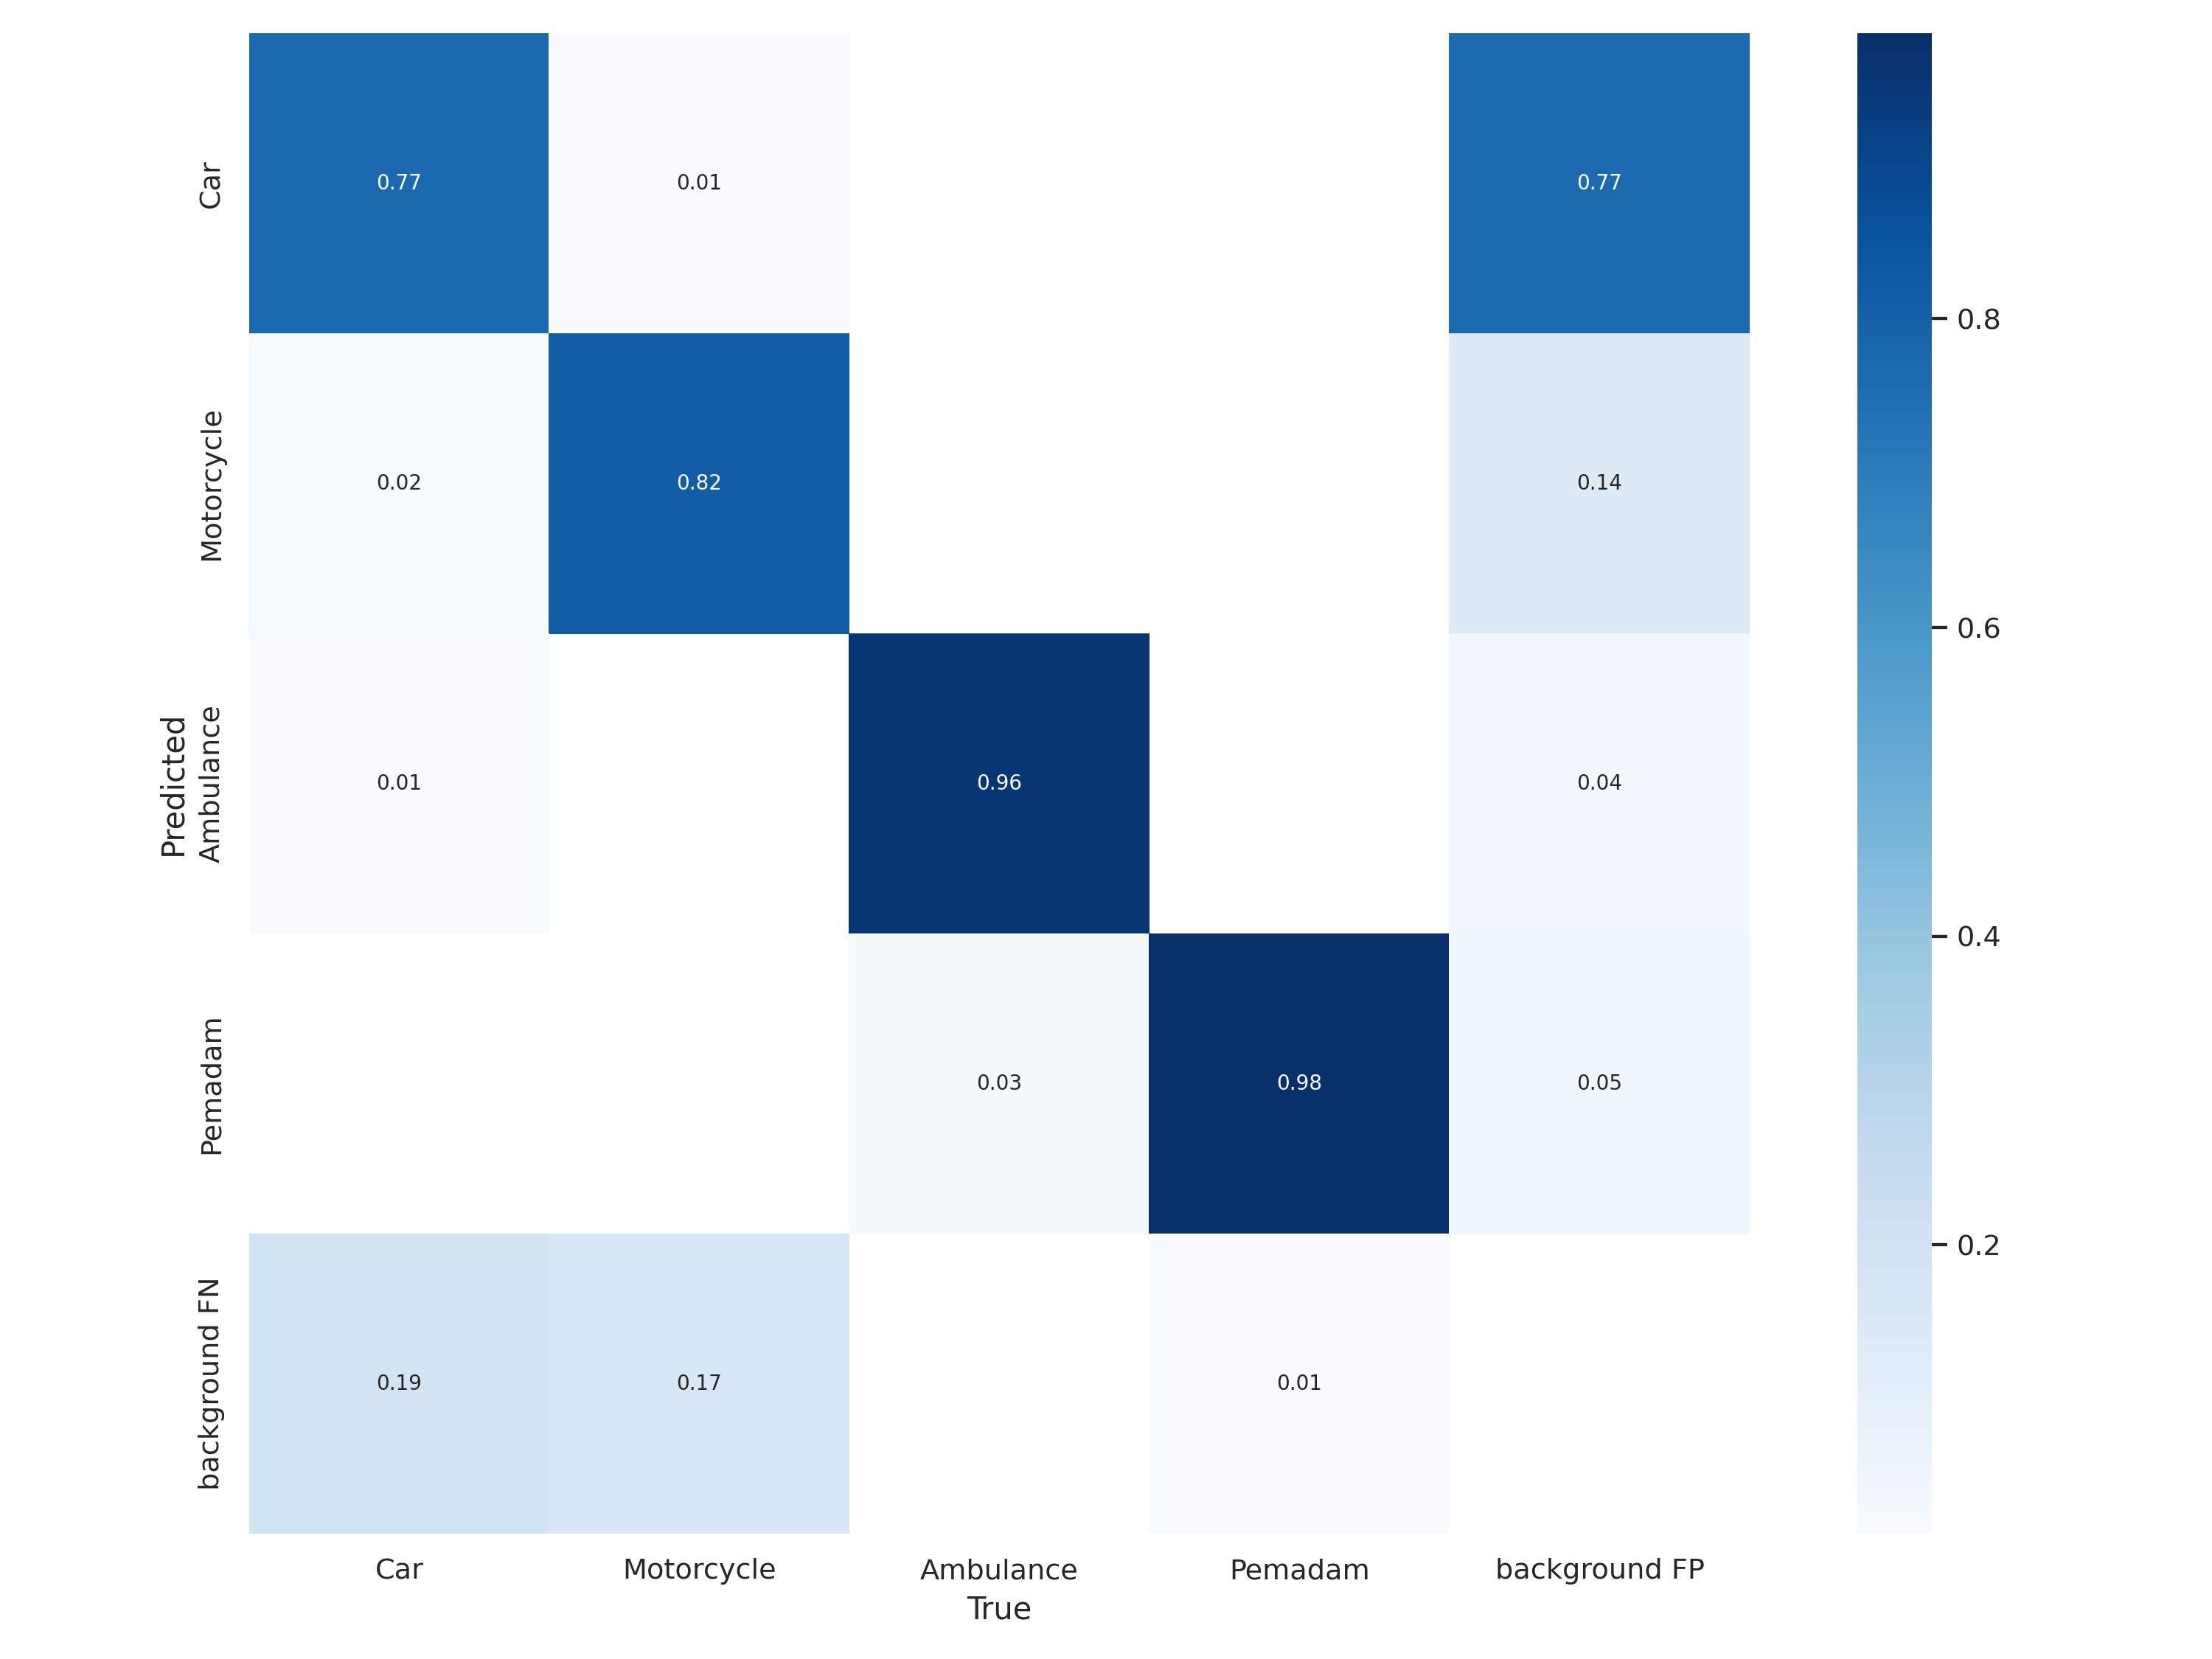 Car
0.77
0.01
0.77
0.8
Motorcycle
0.02
0.82
0.14
0.6
Predicted
Ambulance
0.01
0.96
0.04
0.4
Pemadam
0.03
0.98
0.05
0.2
background FN
0.19
0.17
0.01
Car
Motorcycle
Ambulance
Pemadam
background FP
True